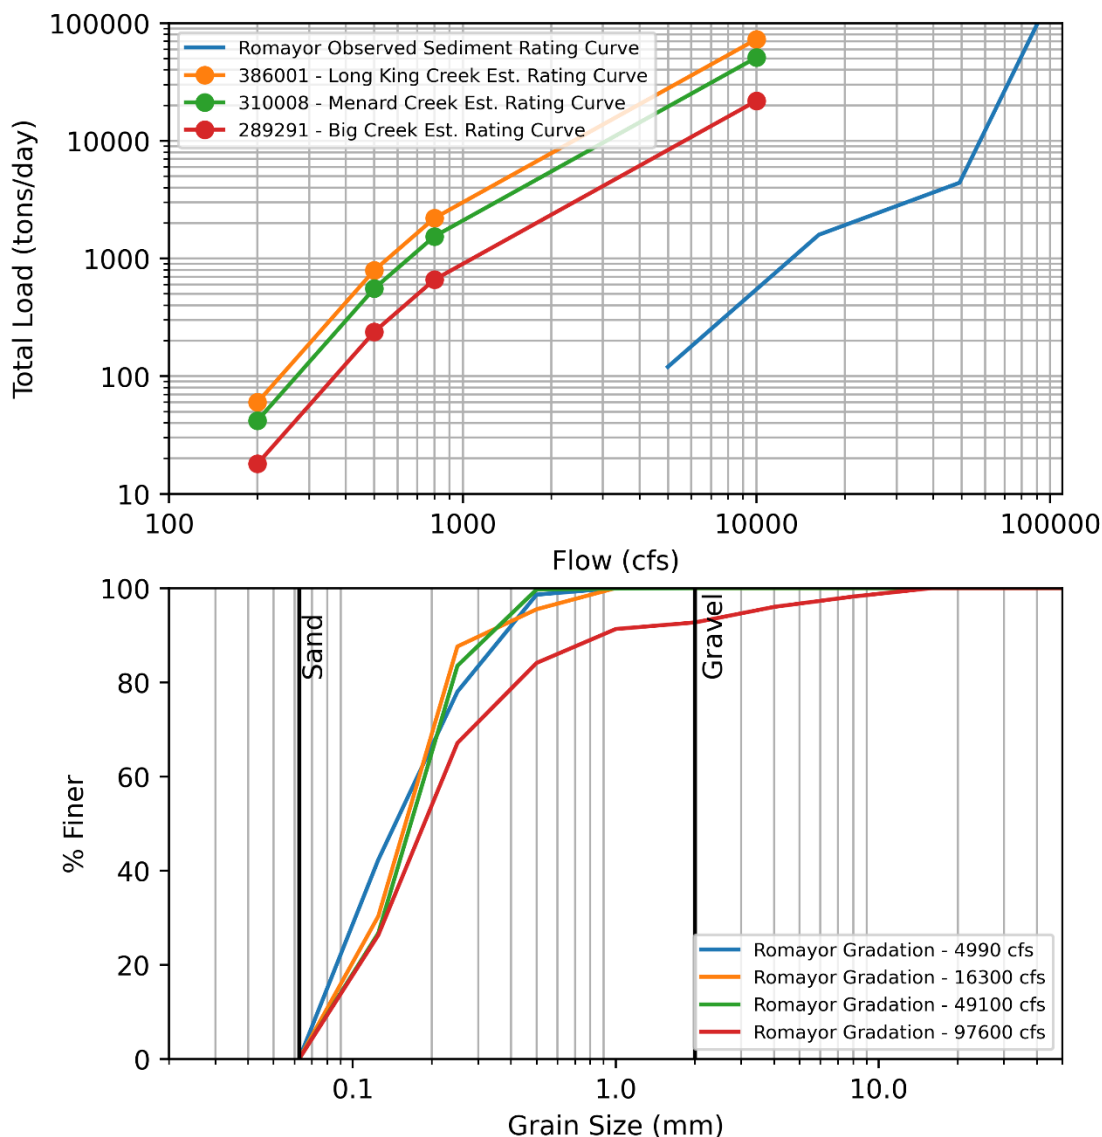 100000
10000
1000
100
10
Total Load (tons/day)
Romayor Observed Sediment Rating Curve
386001 - Long King Creek Est. Rating Curve
310008 - Menard Creek Est. Rating Curve
289291 - Big Creek Est. Rating Curve
100 1000 10000 100000
Flow (cfs)
100
80
60
40
20
0
% Finer
Sand
Gravel
Romayor Gradation - 4990 cfs
Romayor Gradation - 16300 cfs
Romayor Gradation - 49100 cfs
Romayor Gradation - 97600 cfs
0.1 1.0 10.0
Grain Size (mm)